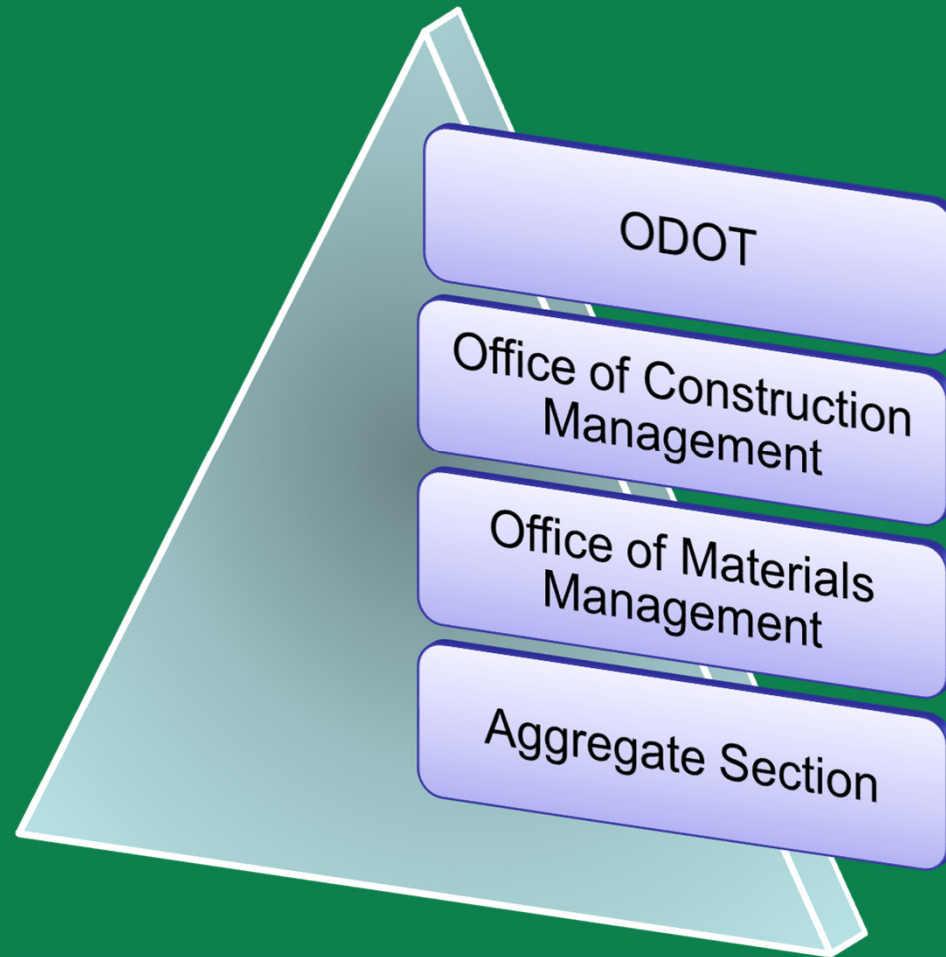 ODOT
Office of Construction
Management
Office of Materials
Management
Aggregate Section